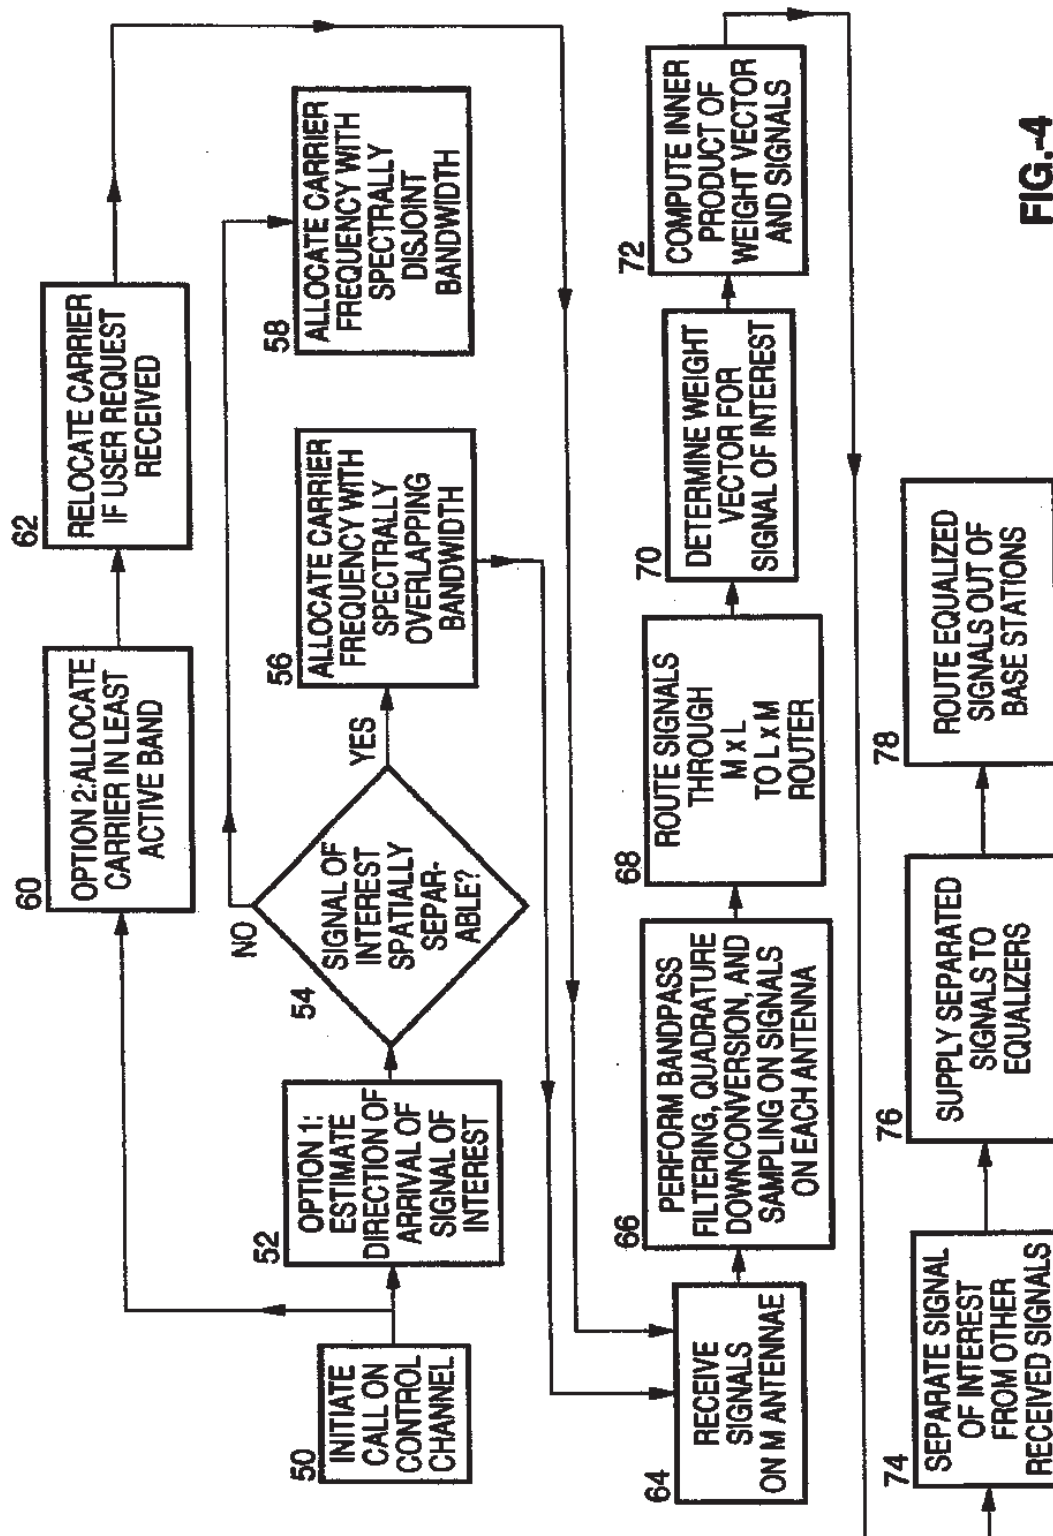 50
INITIATE
CALL ON
CONTROL
CHANNEL
52
OPTION 1:
ESTIMATE
DIRECTION OF
ARRIVAL OF
SIGNAL OF
INTEREST
54
SIGNAL OF
INTEREST
SPATIALLY
SEPAR-
ABLE?
NO
YES
56
ALLOCATE CARRIER
FREQUENCY WITH
SPECTRALLY
OVERLAPPING
BANDWIDTH
58
ALLOCATE CARRIER
FREQUENCY WITH
SPECTRALLY
DISJOINT
BANDWIDTH
60
OPTION 2:ALLOCATE
CARRIER IN LEAST
ACTIVE BAND
62
RELOCATE CARRIER
IF USER REQUEST
RECEIVED
64
RECEIVE
SIGNALS
ON M ANTENNAE
66
PERFORM BANDPASS
FILTERING, QUADRATURE
DOWNCONVERSION, AND
SAMPLING ON SIGNALS
ON EACH ANTENNA
68
ROUTE SIGNALS
THROUGH
M x L
TO L x M
ROUTER
70
DETERMINE WEIGHT
VECTOR FOR
SIGNAL OF INTEREST
72
COMPUTE INNER
PRODUCT OF
WEIGHT VECTOR
AND SIGNALS
74
SEPARATE SIGNAL
OF INTEREST
FROM OTHER
RECEIVED SIGNALS
76
SUPPLY SEPARATED
SIGNALS TO
EQUALIZERS
78
ROUTE EQUALIZED
SIGNALS OUT OF
BASE STATIONS
FIG.-4